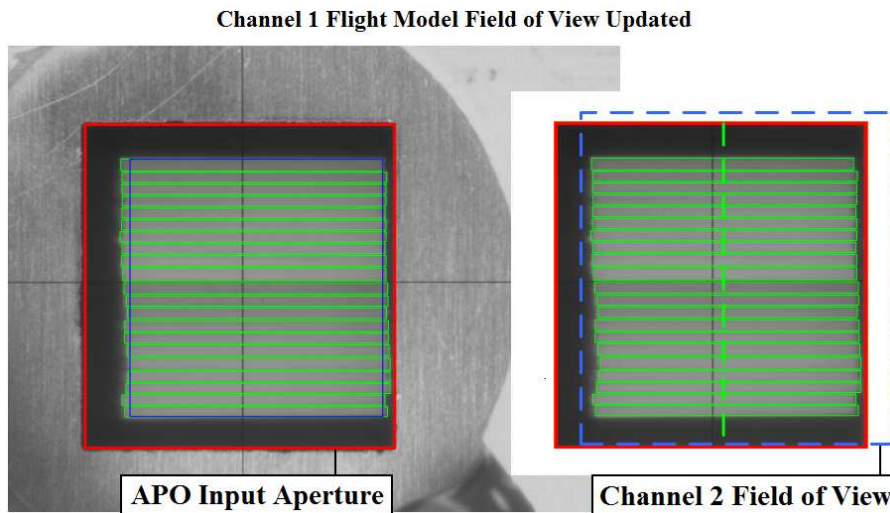 Channel 1 Flight Model Field of View Updated
APO Input Aperture
Channel 2 Field of View